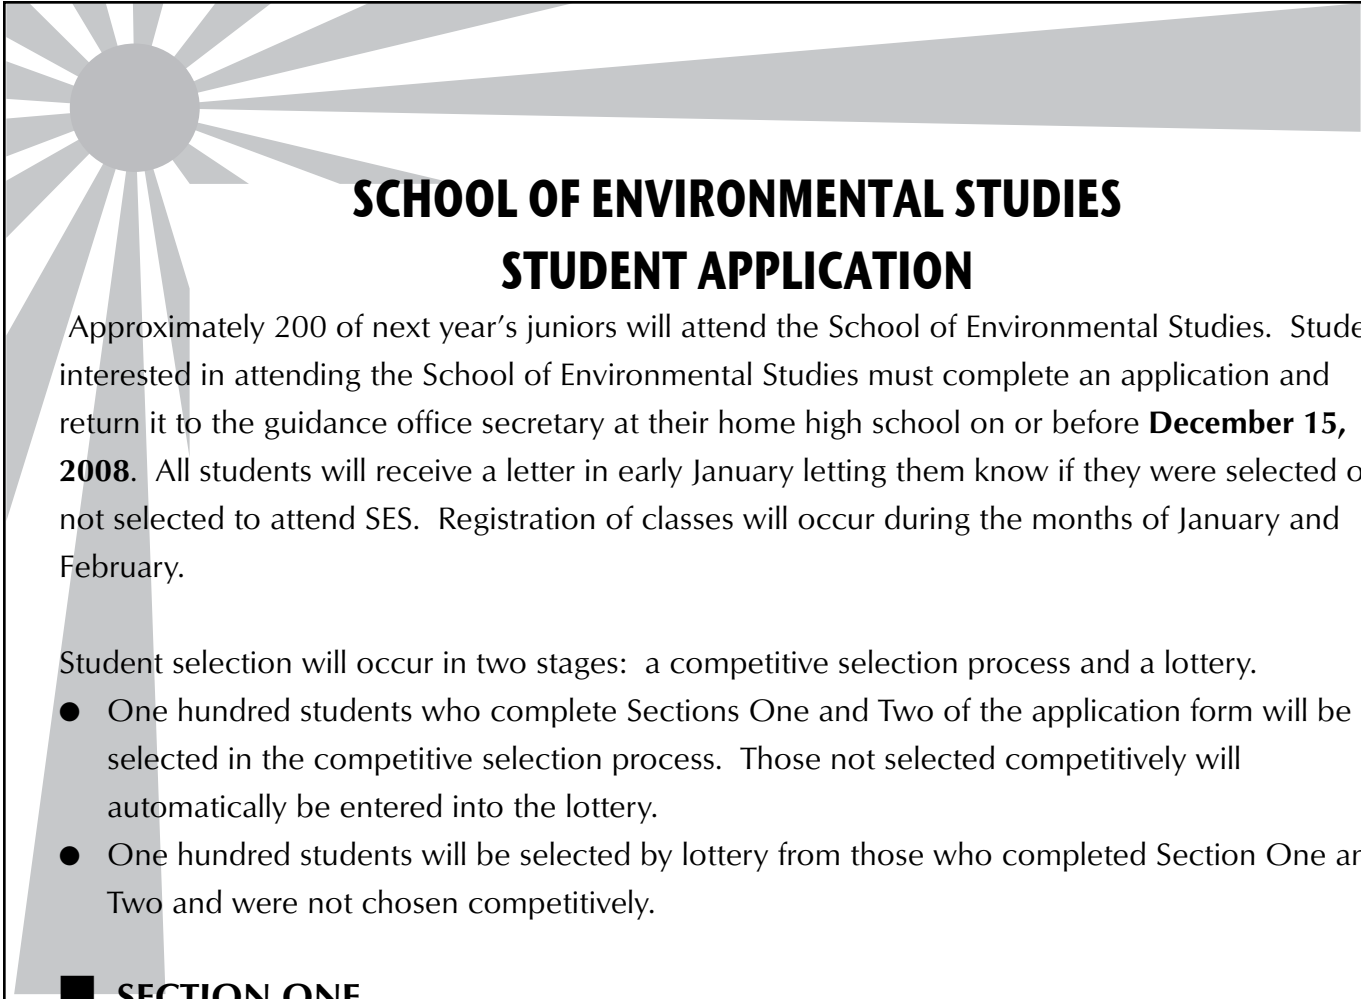 SCHOOL OF ENVIRONMENTAL STUDIES
STUDENT APPLICATION
Approximately 200 of next year's juniors will attend the School of Environmental Studies.  Stude
interested in attending the School of Environmental Studies must complete an application and
return it to the guidance office secretary at their home high school on or before December 15,
2008.  All students will receive a letter in early January letting them know if they were selected o
not selected to attend SES.  Registration of classes will occur during the months of January and
February.
Student selection will occur in two stages:  a competitive selection process and a lottery.
● One hundred students who complete Sections One and Two of the application form will be
selected in the competitive selection process.  Those not selected competitively will
automatically be entered into the lottery.
● One hundred students will be selected by lottery from those who completed Section One an
Two and were not chosen competitively.
■ SECTION ONE